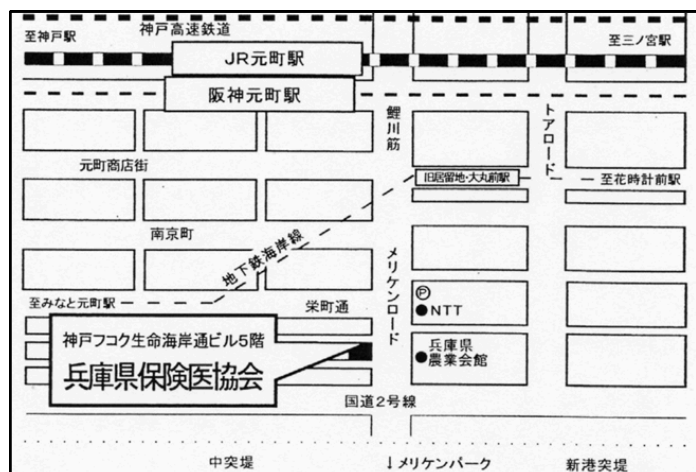 神戸高速鉄道
至神戸駅
至三ノ宮駅
JR元町駅
阪神元町駅
鯉川筋
トアロード
元町商店街
旧居留地・大丸前駅
至花時計前駅
南京町
地下鉄海岸線
メリケンロード
至みなと元町駅
栄町通
P
NTT
神戸フコク生命海岸通ビル5階
兵庫県保険医協会
兵庫県
農業会館
国道2号線
中突堤
↓メリケンパーク
新港突堤